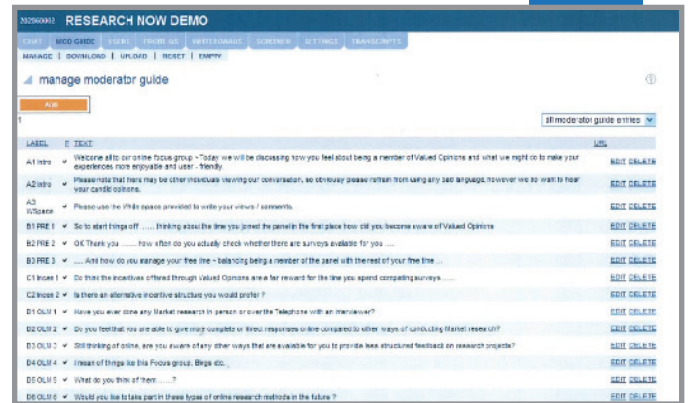 RESEARCH NOW DEMO
CHAT MOD GUIDE USERS PROFILES WHITEBOARDS SCREENER SETTINGS TRANSCRIPTS
MANAGE | DOWNLOAD | UPLOAD | RESET | EMPTY
manage moderator guide
ADD
1
all moderator guide entries
LABEL E TEXT URL
A1 Intro Welcome all to our online focus group - Today we will be discussing how you feel about being a member of Valued Opinions and what we might do to make your
experiences more enjoyable and user - friendly. EDIT DELETE
A2 Intro Please note that there may be other individuals viewing our conversation, so obviously please refrain from using any bad language, however we do want to hear
your candid opinions. EDIT DELETE
A3
WSpace Please use the White space provided to write your views / comments. EDIT DELETE
B1 PRE 1 So to start things off ...... thinking about the time you joined the panel in the first place how did you become aware of Valued Opinions EDIT DELETE
B2 PRE 2 OK Thank you ....... how often do you actually check whether there are surveys available for you .... EDIT DELETE
B3 PRE 3 .... And how do you manage your free time - balancing being a member of the panel with the rest of your free time ... EDIT DELETE
C1 Incen 1 Do think the incentives offered through Valued Opinions are a fair reward for the time you spend competing surveys...... EDIT DELETE
C2 Incen 2 Is there an alternative incentive structure you would prefer ? EDIT DELETE
D1 OLM 1 Have you ever done any Market research in person or over the Telephone with an interviewer? EDIT DELETE
D2 OLM 2 Do you feel that you are able to give more complete or direct responses online compared to other ways of conducting Market research? EDIT DELETE
D3 OLM 3 Still thinking of online, are you aware of any other ways that are available for you to provide less structured feedback on research projects? EDIT DELETE
D4 OLM 4 I mean of things like this Focus group, Blogs etc.. EDIT DELETE
D5 OLM 5 What do you think of them ......? EDIT DELETE
D6 OLM 6 Would you like to take part in these types of online research methods in the future ? EDIT DELETE